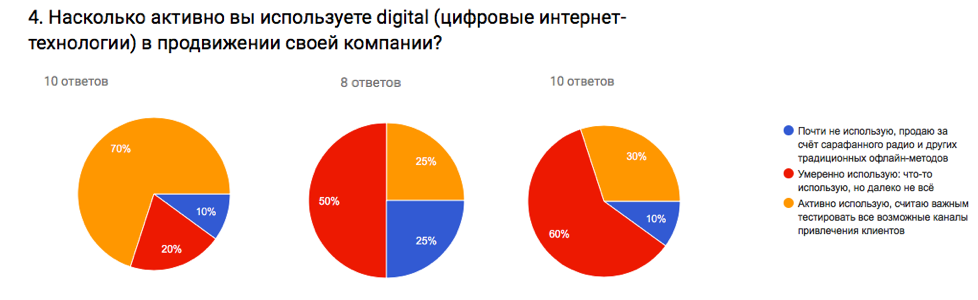 4. Насколько активно вы используете digital (цифровые интернет-
технологии) в продвижении своей компании?
10 ответов
8 ответов
10 ответов
70%
10%
20%
25%
50%
25%
30%
10%
60%
Почти не использую, продаю за
счёт сарафанного радио и других
традиционных офлайн-методов
Умеренно использую: что-то
использую, но далеко не всё
Активно использую, считаю важным
тестировать все возможные каналы
привлечения клиентов